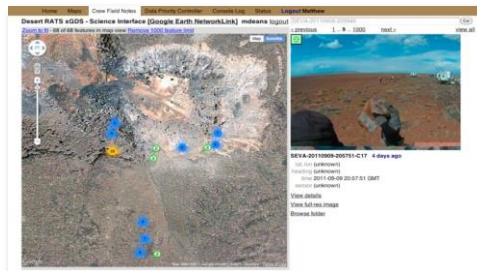 Home Maps Crew Field Notes Data Priority Controller Console Log Status Logout Matthew
Desert RATS xGDS - Science Interface [Google Earth NetworkLink] mdeans logout
Zoom to fit - 68 of 68 features in map view Remove 1000 feature limit
Map
Go
« previous 1 .. 9 .. 1000 next » view all
SEVA-20110909-205751-C17 4 days ago
lat, lon (unknown)
heading (unknown)
time 2011-09-09 20:57:51 GMT
sensor (unknown)
View details
View full-res image
Browse folder